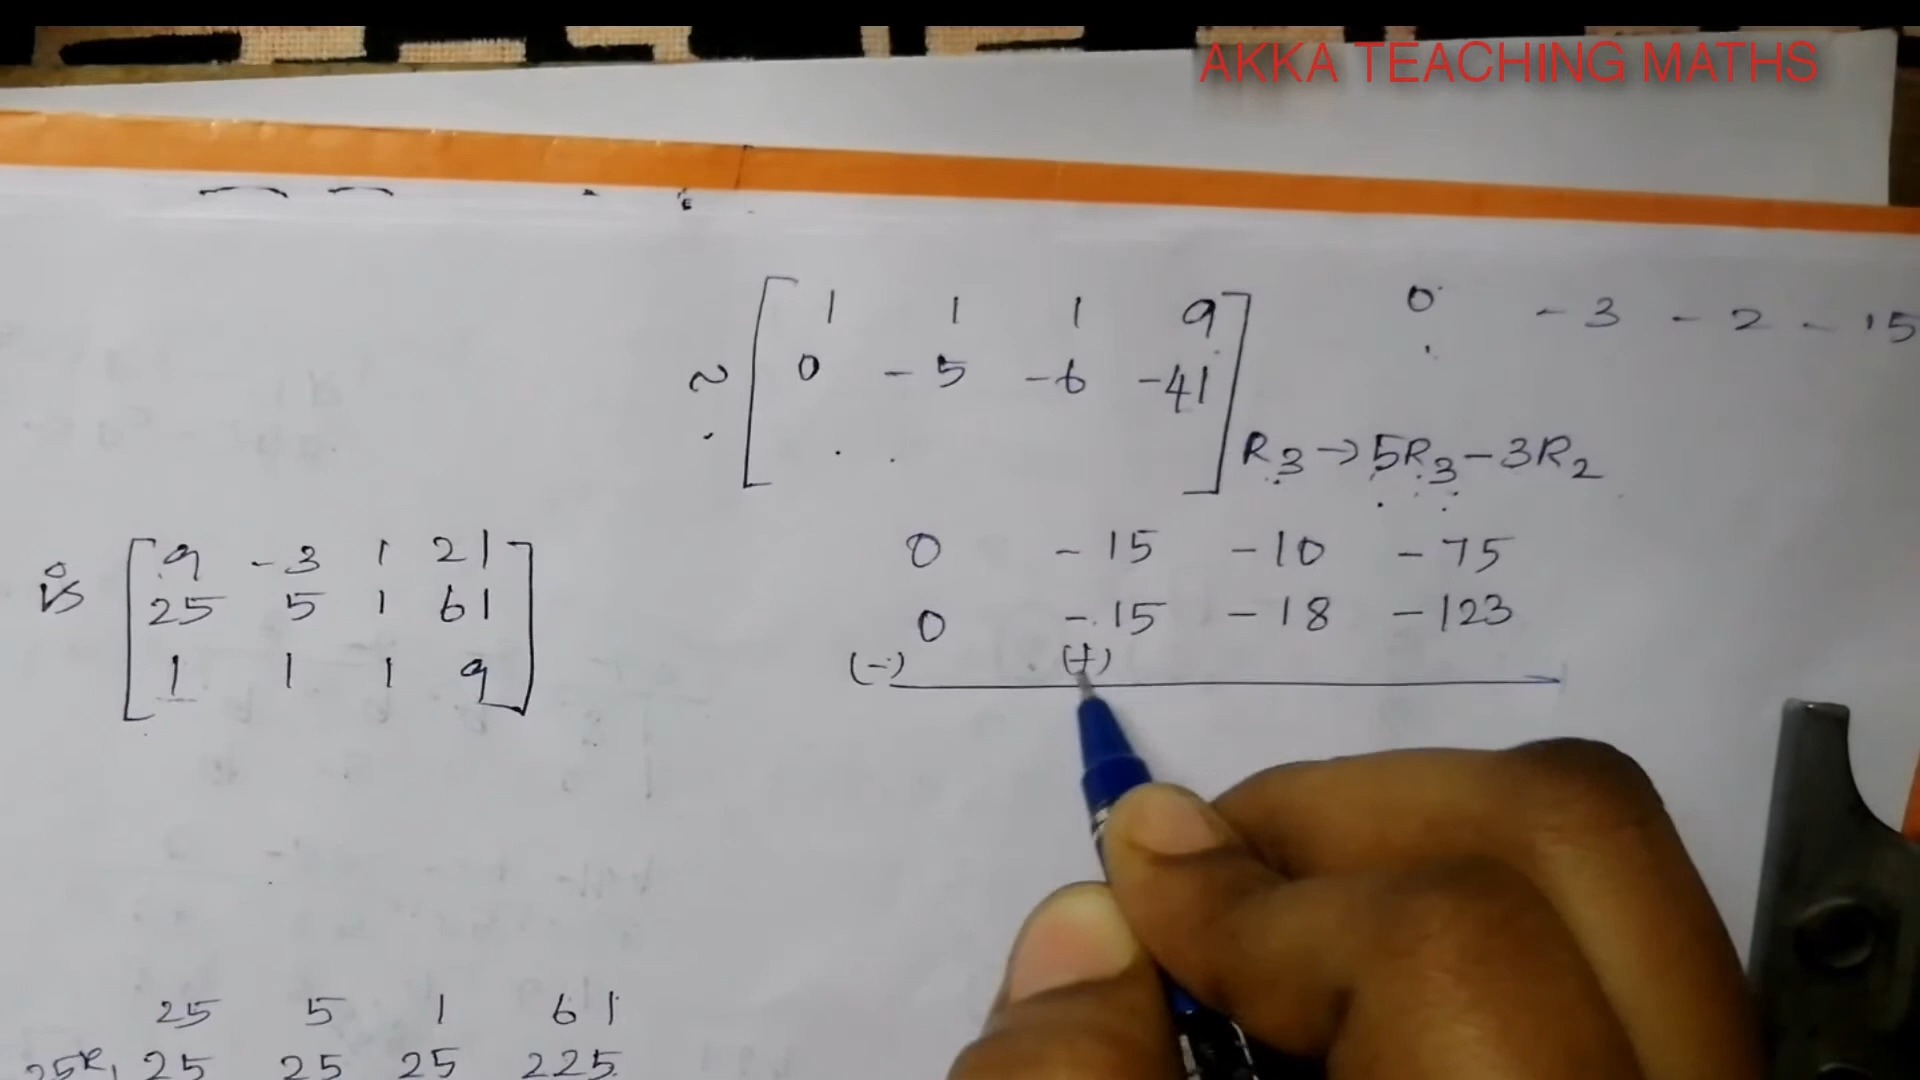 AKKA TEACHING MATHS
1 1 1 9
~ 0 -5 -6 -41
0 -3 -2 -15
R3→5R3-3R2
0 -15 -10 -75
0 -15 -18 -123
(-) (+)
is 9 -3 1 21
25 5 1 61
1 1 1 9
25 5 1 61
25R1 25 25 25 225